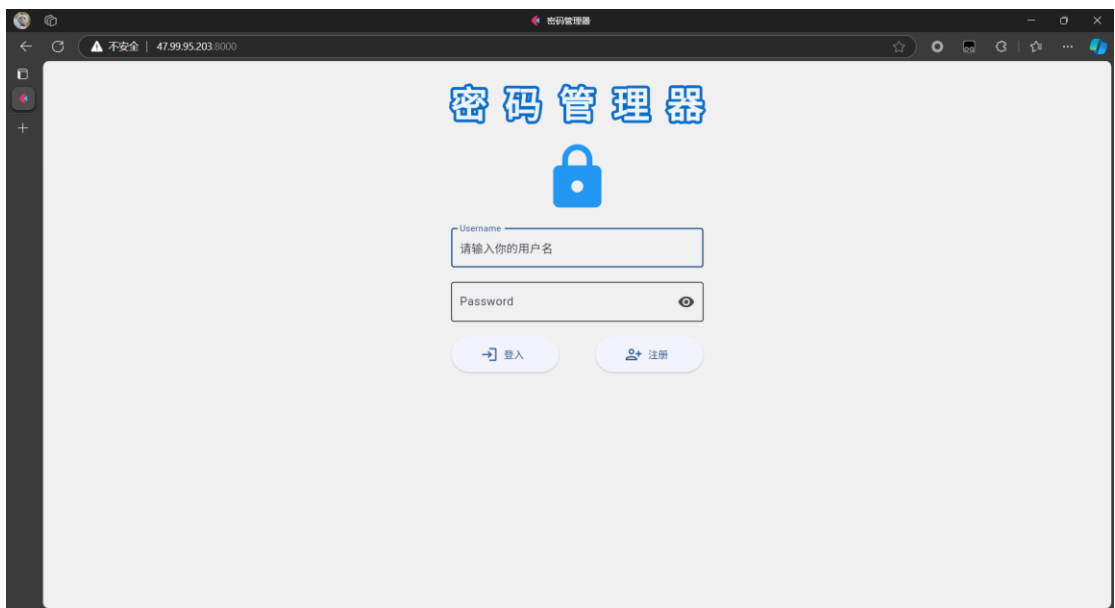 密码管理器
不安全 | 47.99.95.203:8000
密码管理器
Username
请输入你的用户名
Password
登入
注册